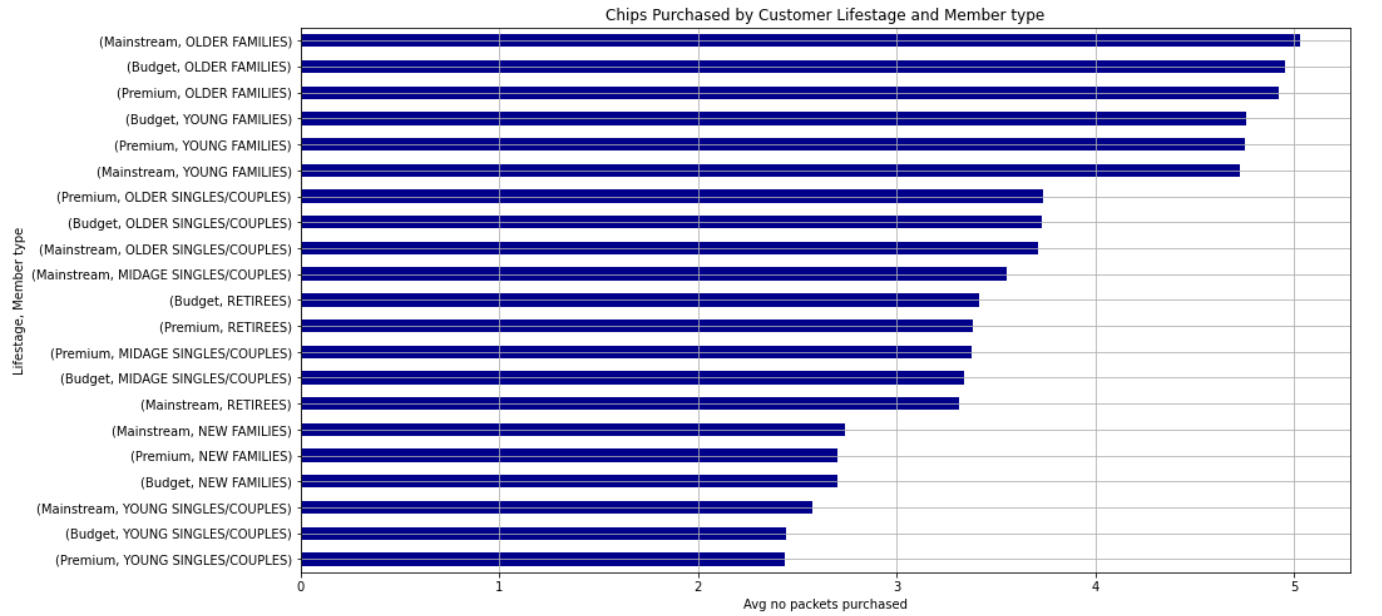 Chips Purchased by Customer Lifestage and Member type
(Mainstream, OLDER FAMILIES)
(Budget, OLDER FAMILIES)
(Premium, OLDER FAMILIES)
(Budget, YOUNG FAMILIES)
(Premium, YOUNG FAMILIES)
(Mainstream, YOUNG FAMILIES)
(Premium, OLDER SINGLES/COUPLES)
(Budget, OLDER SINGLES/COUPLES)
(Mainstream, OLDER SINGLES/COUPLES)
(Mainstream, MIDAGE SINGLES/COUPLES)
(Budget, RETIREES)
(Premium, RETIREES)
(Premium, MIDAGE SINGLES/COUPLES)
(Budget, MIDAGE SINGLES/COUPLES)
(Mainstream, RETIREES)
(Mainstream, NEW FAMILIES)
(Premium, NEW FAMILIES)
(Budget, NEW FAMILIES)
(Mainstream, YOUNG SINGLES/COUPLES)
(Budget, YOUNG SINGLES/COUPLES)
(Premium, YOUNG SINGLES/COUPLES)
Lifestage, Member type
0 1 2 3 4 5
Avg no packets purchased